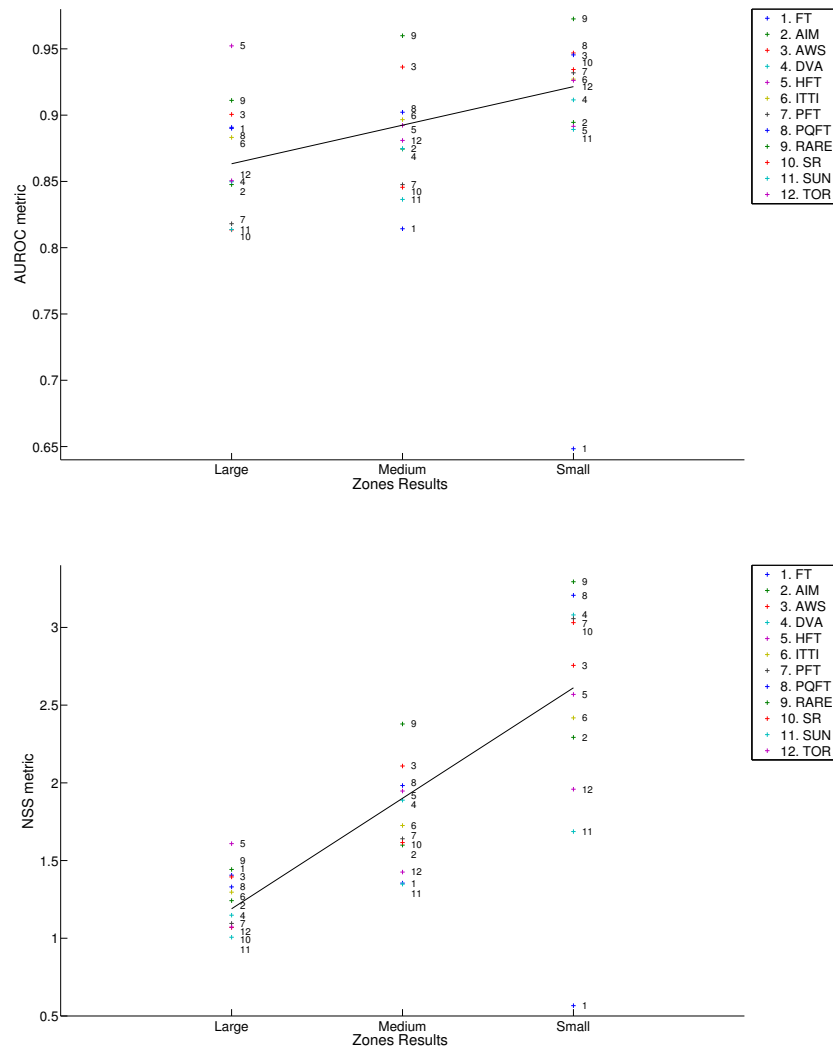 0.95
0.9
0.85
0.8
0.75
0.7
0.65
AUROC metric
5
9
3
1
8
6
12
4
2
7
11
10
9
3
8
6
5
12
2
4
7
10
11
1
9
8
3
10
7
6
12
4
2
5
11
1
Large
Medium
Small
Zones Results
1. FT
2. AIM
3. AWS
4. DVA
5. HFT
6. ITTI
7. PFT
8. PQFT
9. RARE
10. SR
11. SUN
12. TOR
3
2.5
2
1.5
1
0.5
NSS metric
5
9
1
3
8
6
2
4
7
12
10
11
9
3
8
5
4
6
7
10
2
12
1
11
9
8
4
7
10
3
5
6
2
12
11
1
Large
Medium
Small
Zones Results
1. FT
2. AIM
3. AWS
4. DVA
5. HFT
6. ITTI
7. PFT
8. PQFT
9. RARE
10. SR
11. SUN
12. TOR